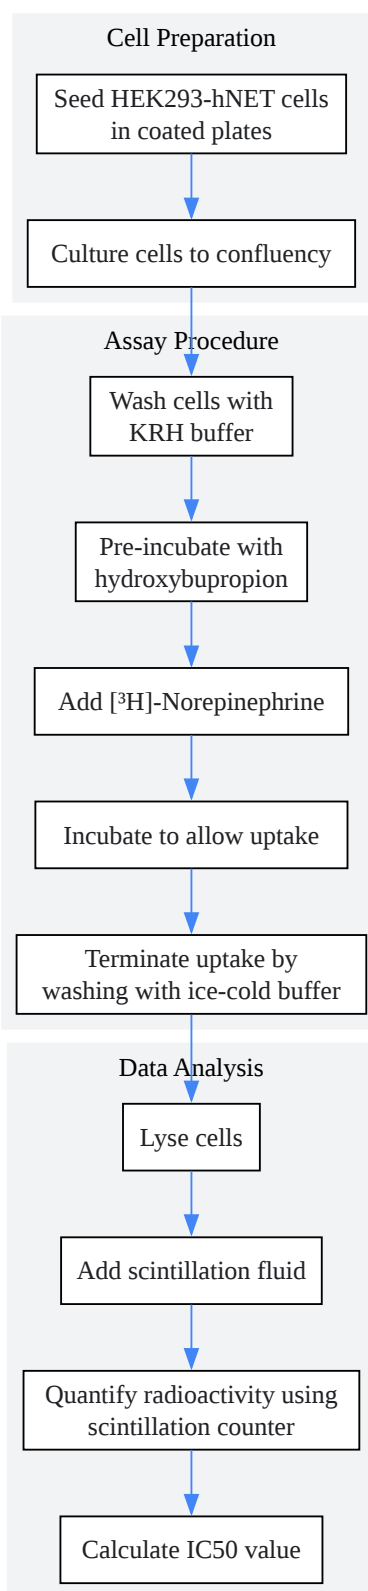 Cell Preparation
Seed HEK293-hNET cells
in coated plates
Culture cells to confluency
Assay Procedure
Wash cells with
KRH buffer
Pre-incubate with
hydroxybupropion
Add [³H]-Norepinephrine
Incubate to allow uptake
Terminate uptake by
washing with ice-cold buffer
Data Analysis
Lyse cells
Add scintillation fluid
Quantify radioactivity using
scintillation counter
Calculate IC50 value